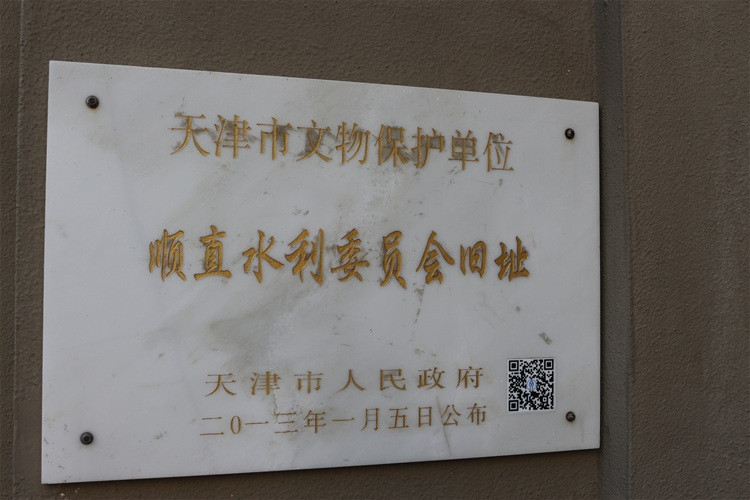 天津市文物保护单位
顺直水利委员会旧址
天津市人民政府
二〇一三年一月五日公布